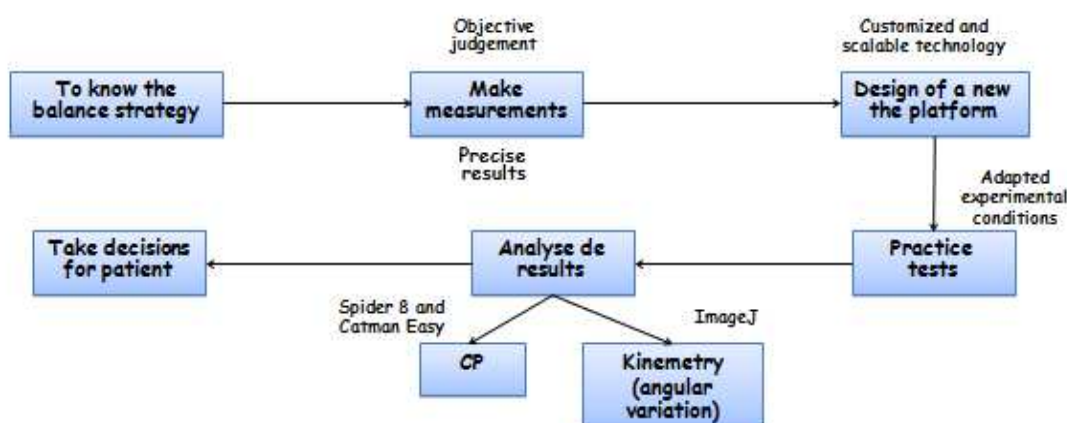 Objective
judgement
Customized and
scalable technology
To know the
balance strategy
Make
measurements
Design of a new
the platform
Precise
results
Adapted
experimental
conditions
Take decisions
for patient
Analyse de
results
Practice
tests
Spider 8 and
Catman Easy
ImageJ
CP
Kinemetry
(angular
variation)